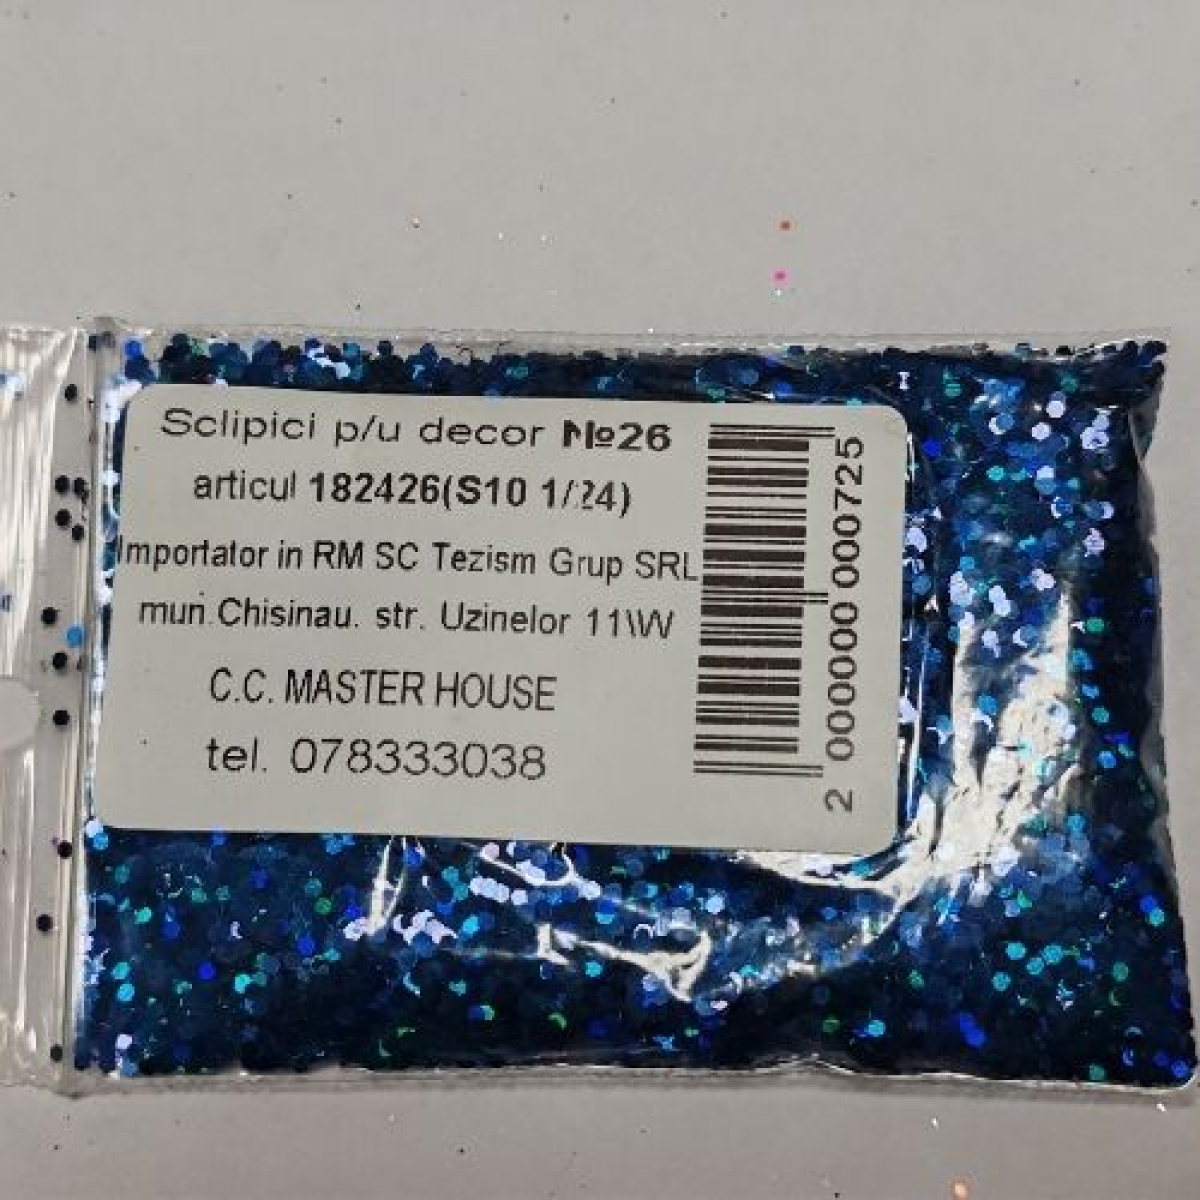 Sclipici p/u decor №26
articul 182426(S10 1/24)
Importator in RM SC Tezism Grup SRL
mun.Chisinau. str. Uzinelor 11\W
C.C. MASTER HOUSE
tel. 078333038
2 000000 000725